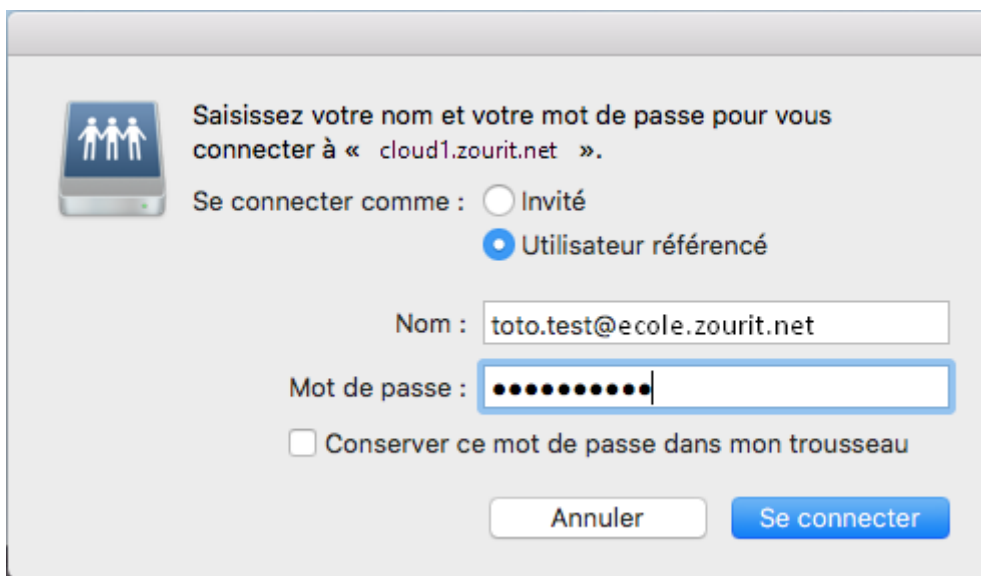 Saisissez votre nom et votre mot de passe pour vous
connecter à « cloud1.zourit.net ».
Se connecter comme : Invité
Utilisateur référencé
Nom : toto.test@ecole.zourit.net
Mot de passe : ••••••••••
Conserver ce mot de passe dans mon trousseau
Annuler Se connecter